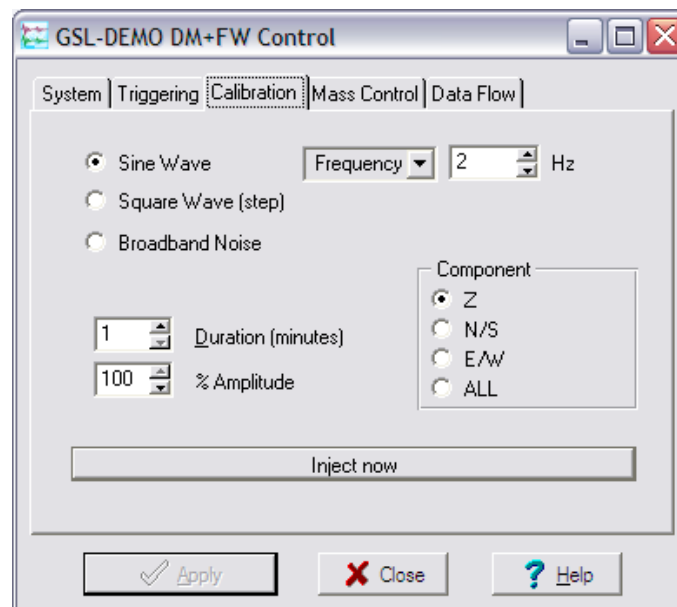 GSL-DEMO DM+FW Control
System Triggering Calibration Mass Control Data Flow
Sine Wave Frequency 2 Hz
Square Wave (step)
Broadband Noise
Component
Z
N/S
E/W
ALL
1 Duration (minutes)
100 % Amplitude
Inject now
Apply Close Help